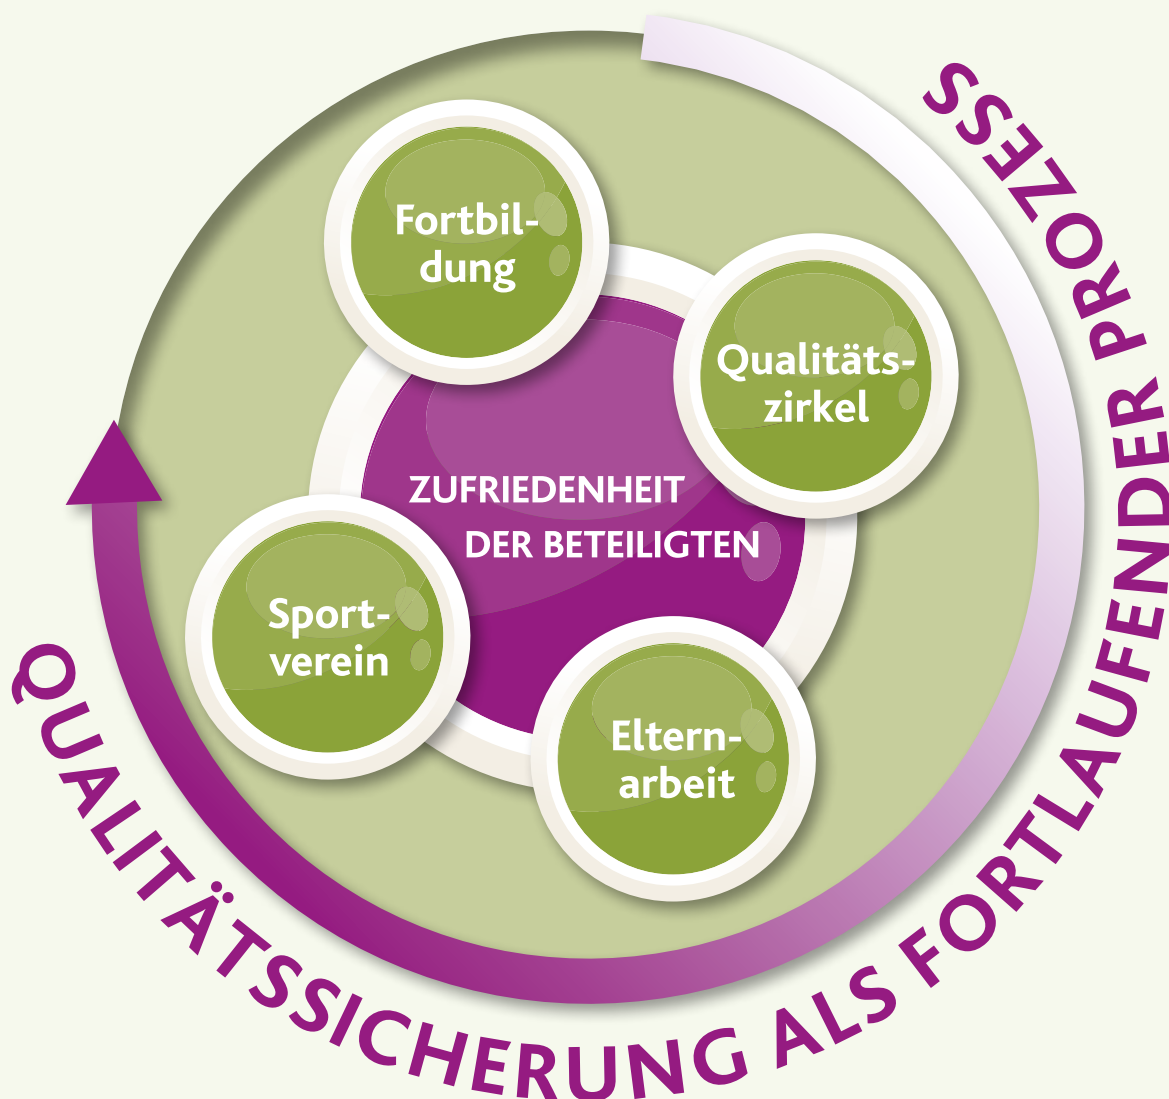 Fortbil-
dung
Qualitäts-
zirkel
ZUFRIEDENHEIT
DER BETEILIGTEN
Sport-
verein
Eltern-
arbeit
QUALITÄTSSICHERUNG ALS FORTLAUFENDER PROZESS